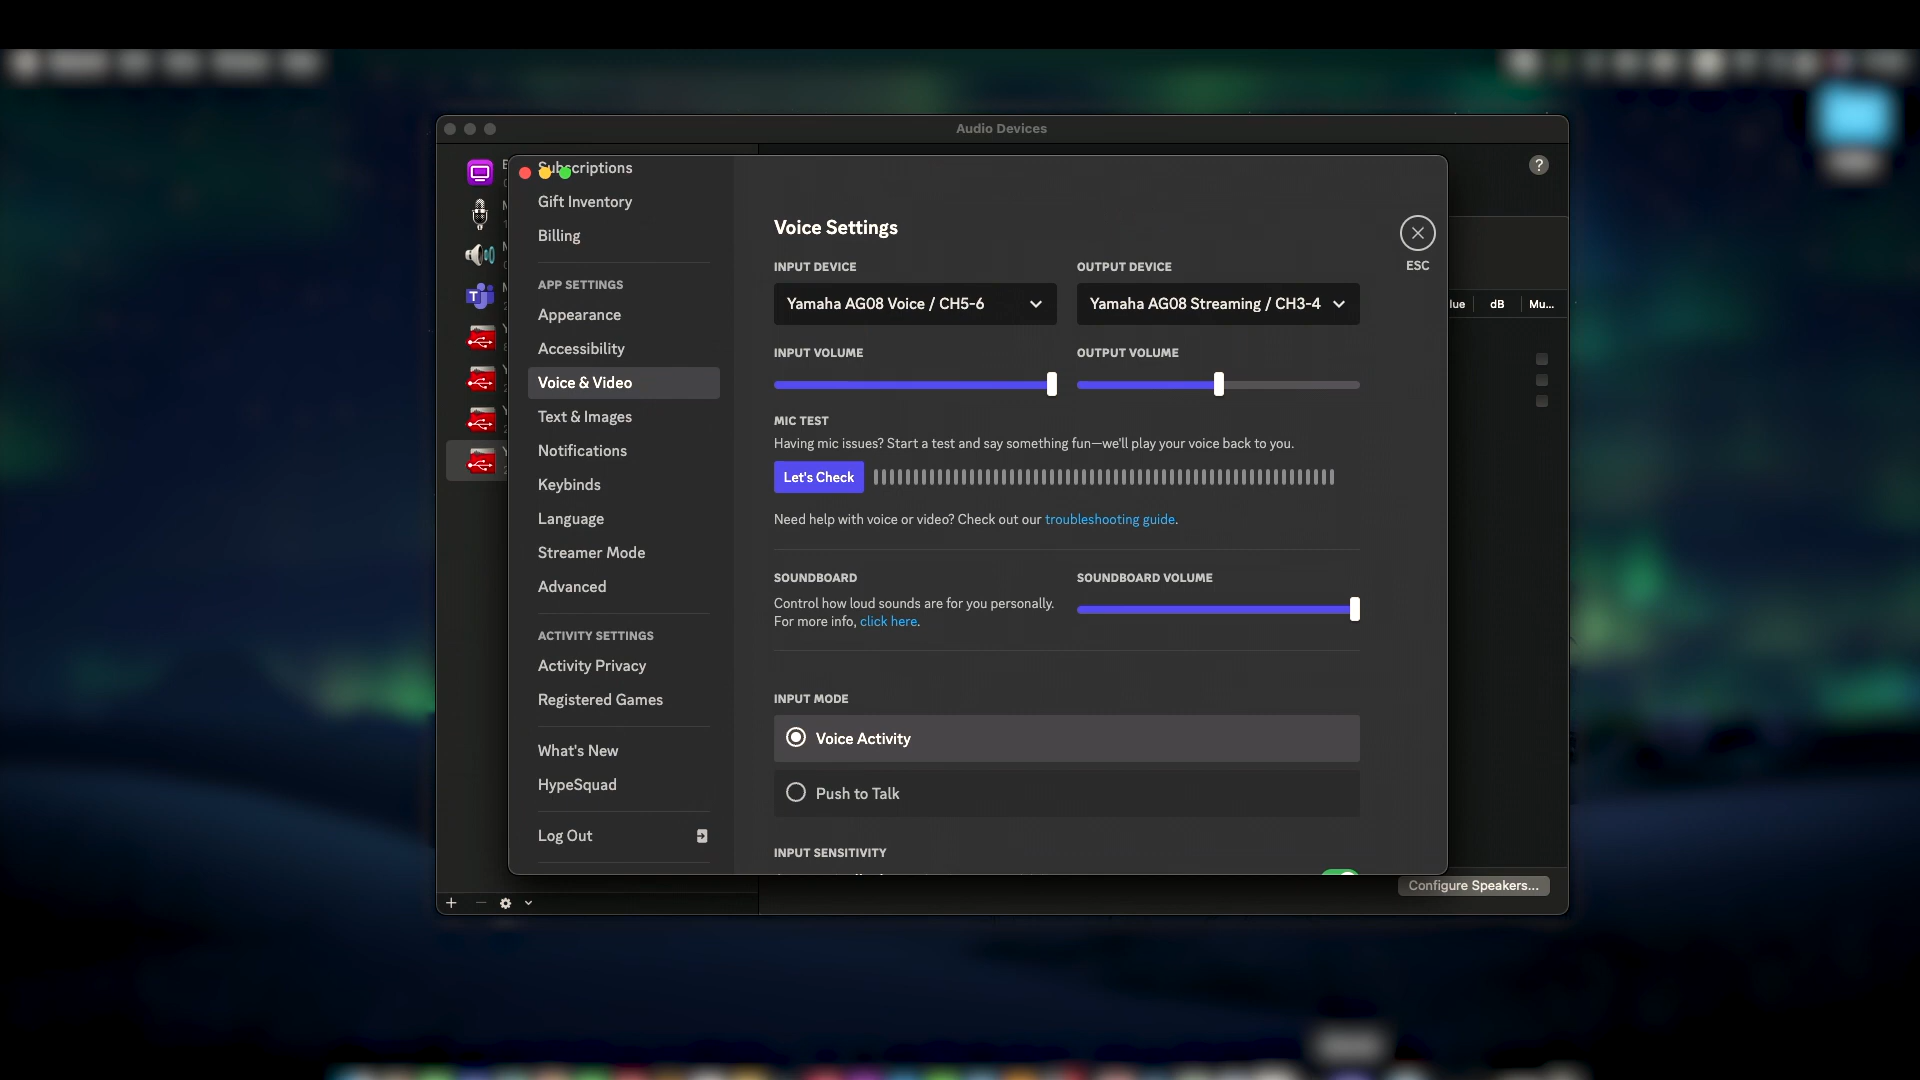 Audio Devices
?
Subscriptions
Gift Inventory
Billing
APP SETTINGS
Appearance
Accessibility
Voice & Video
Text & Images
Notifications
Keybinds
Language
Streamer Mode
Advanced
ACTIVITY SETTINGS
Activity Privacy
Registered Games
What's New
HypeSquad
Log Out
Voice Settings
ESC
INPUT DEVICE
OUTPUT DEVICE
Yamaha AG08 Voice / CH5-6
Yamaha AG08 Streaming / CH3-4
INPUT VOLUME
OUTPUT VOLUME
MIC TEST
Having mic issues? Start a test and say something fun—we'll play your voice back to you.
Let's Check
Need help with voice or video? Check out our troubleshooting guide.
SOUNDBOARD
SOUNDBOARD VOLUME
Control how loud sounds are for you personally.
For more info, click here.
INPUT MODE
Voice Activity
Push to Talk
INPUT SENSITIVITY
lue dB Mu...
Configure Speakers...